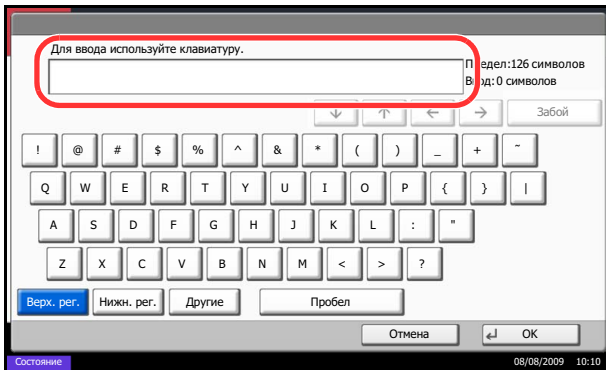 Для ввода используйте клавиатуру.
Предел:126 символов
Ввод:0 символов
Забой
! @ # $ % ^ & * ( ) _ + ~
Q W E R T Y U I O P { } |
A S D F G H J K L : "
Z X C V B N M < > ?
Верх. рег. Нижн. рег. Другие Пробел
Отмена OK
Состояние 08/08/2009 10:10